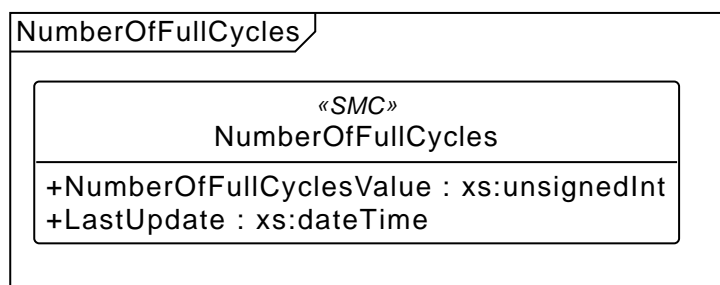 NumberOfFullCycles
«SMC»
NumberOfFullCycles
+NumberOfFullCyclesValue : xs:unsignedInt
+LastUpdate : xs:dateTime